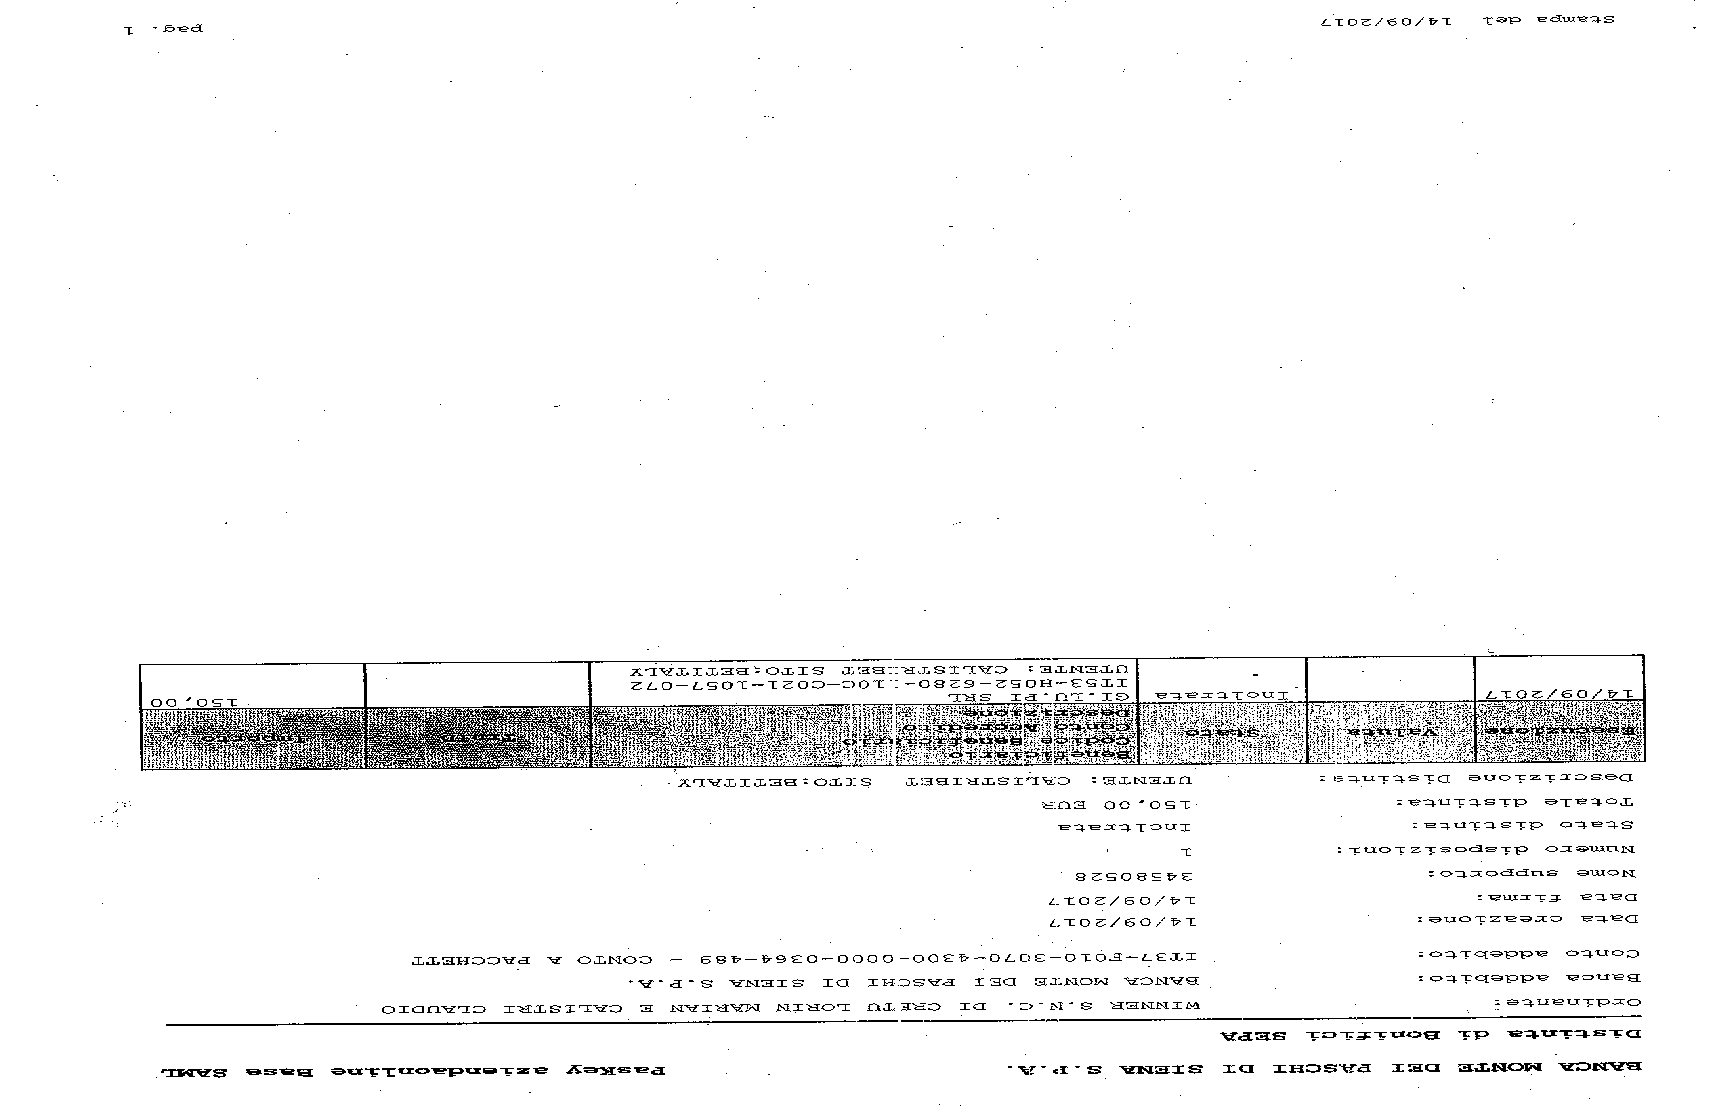 BANCA MONTE DEI PASCHI DI SIENA S.P.A. PasKey aziendaonline Base SAML
Distinta di Bonifici SEPA
Ordinante: WINNER S.N.C. DI CRETU LORIN MARIAN E CALISTRI CLAUDIO
Banca addebito: BANCA MONTE DEI PASCHI DI SIENA S.P.A.
Conto addebito: IT37-F010-3070-4300-0000-0364-489 - CONTO A PACCHETT
Data creazione: 14/09/2017
Data firma: 14/09/2017
Nome supporto: 34580528
Numero disposizioni: 1
Stato distinta: Inoltrata
Totale distinta: 150,00 EUR
Descrizione Distinta: UTENTE: CALISTRIBET SITO:BETITALY
Esecuzione Valuta Stato Beneficiario Importo
Codice Beneficiario
Conto Accredito
Descrizione
14/09/2017 Inoltrata GI.LU.PI SRL 150,00
IT53-H052-6280- 10C-C021-1057-072
UTENTE: CALISTRIBET SITO:BETITALY
Stampa del 14/09/2017 pag. 1